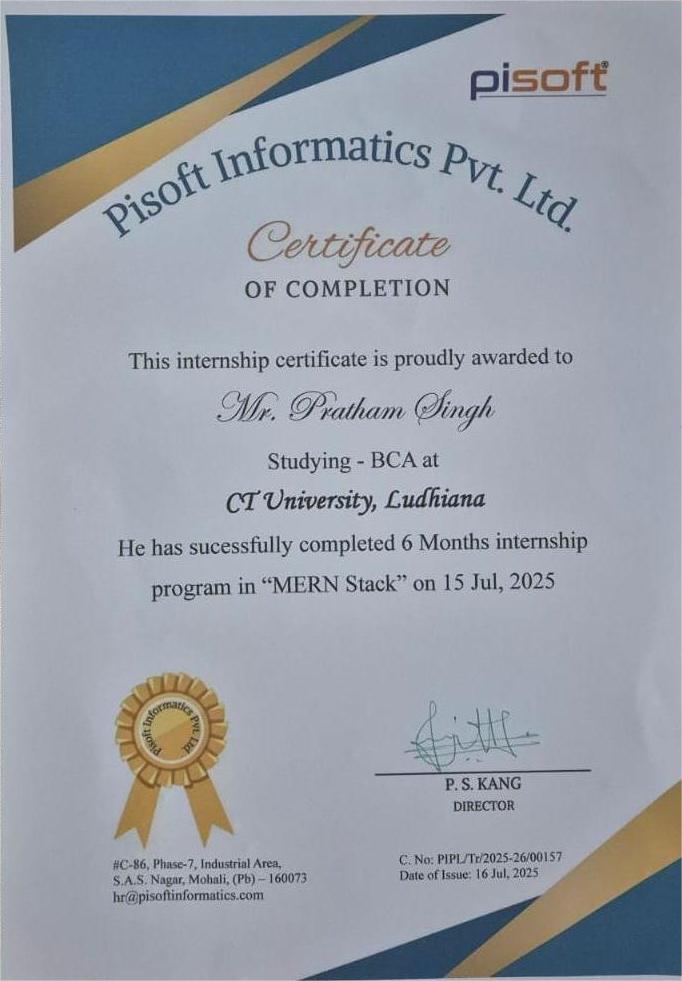 pisoft®
Pisoft Informatics Pvt. Ltd.
Certificate
OF COMPLETION
This internship certificate is proudly awarded to
Mr. Pratham Singh
Studying - BCA at
CT University, Ludhiana
He has sucessfully completed 6 Months internship
program in “MERN Stack” on 15 Jul, 2025
Pisoft Informatics Pvt. Ltd
P. S. KANG
DIRECTOR
#C-86, Phase-7, Industrial Area,
S.A.S. Nagar, Mohali, (Pb) – 160073
hr@pisoftinformatics.com
C. No: PIPL/Tr/2025-26/00157
Date of Issue: 16 Jul, 2025